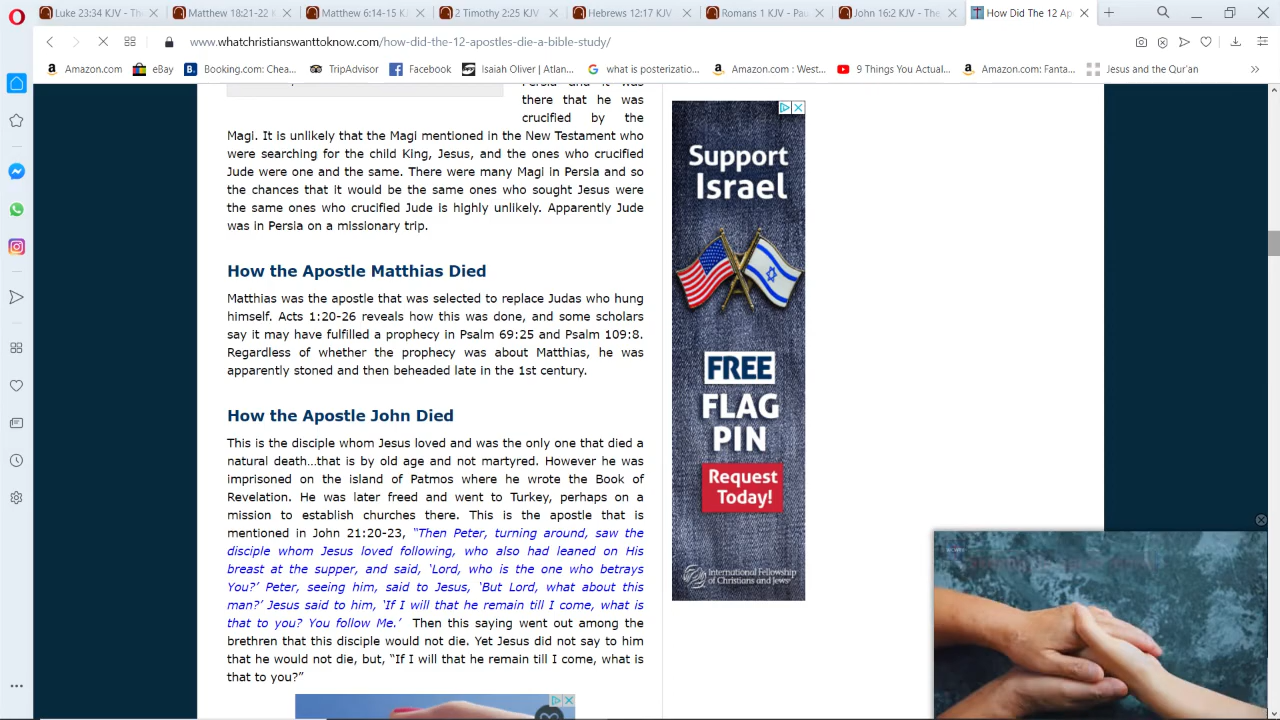 Luke 23:34 KJV - The
Matthew 18:21-22 K
Matthew 6:14-15 KJ
2 Timothy 2:25 KJV -
Hebrews 12:17 KJV
Romans 1 KJV - Pau
John 16:2 KJV - The
How Did The 12 Ap
www.whatchristianswanttoknow.com/how-did-the-12-apostles-die-a-bible-study/
Amazon.com
eBay
Booking.com: Chea...
TripAdvisor
Facebook
Isaiah Oliver | Atlan...
what is posterizatio...
Amazon.com : West...
9 Things You Actual...
Amazon.com: Fanta...
Jesus and the Qur'an
Persia and it was
there that he was
crucified by the
Magi. It is unlikely that the Magi mentioned in the New Testament who
were searching for the child King, Jesus, and the ones who crucified
Jude were one and the same. There were many Magi in Persia and so
the chances that it would be the same ones who sought Jesus were
the same ones who crucified Jude is highly unlikely. Apparently Jude
was in Persia on a missionary trip.
How the Apostle Matthias Died
Matthias was the apostle that was selected to replace Judas who hung
himself. Acts 1:20-26 reveals how this was done, and some scholars
say it may have fulfilled a prophecy in Psalm 69:25 and Psalm 109:8.
Regardless of whether the prophecy was about Matthias, he was
apparently stoned and then beheaded late in the 1st century.
How the Apostle John Died
This is the disciple whom Jesus loved and was the only one that died a
natural death…that is by old age and not martyred. However he was
imprisoned on the island of Patmos where he wrote the Book of
Revelation. He was later freed and went to Turkey, perhaps on a
mission to establish churches there. This is the apostle that is
mentioned in John 21:20-23, “Then Peter, turning around, saw the
disciple whom Jesus loved following, who also had leaned on His
breast at the supper, and said, ‘Lord, who is the one who betrays
You?’ Peter, seeing him, said to Jesus, ‘But Lord, what about this
man?’ Jesus said to him, ‘If I will that he remain till I come, what is
that to you? You follow Me.’ Then this saying went out among the
brethren that this disciple would not die. Yet Jesus did not say to him
that he would not die, but, “If I will that he remain till I come, what is
that to you?”
Support
Israel
FREE
FLAG
PIN
Request
Today!
International Fellowship
of Christians and Jews